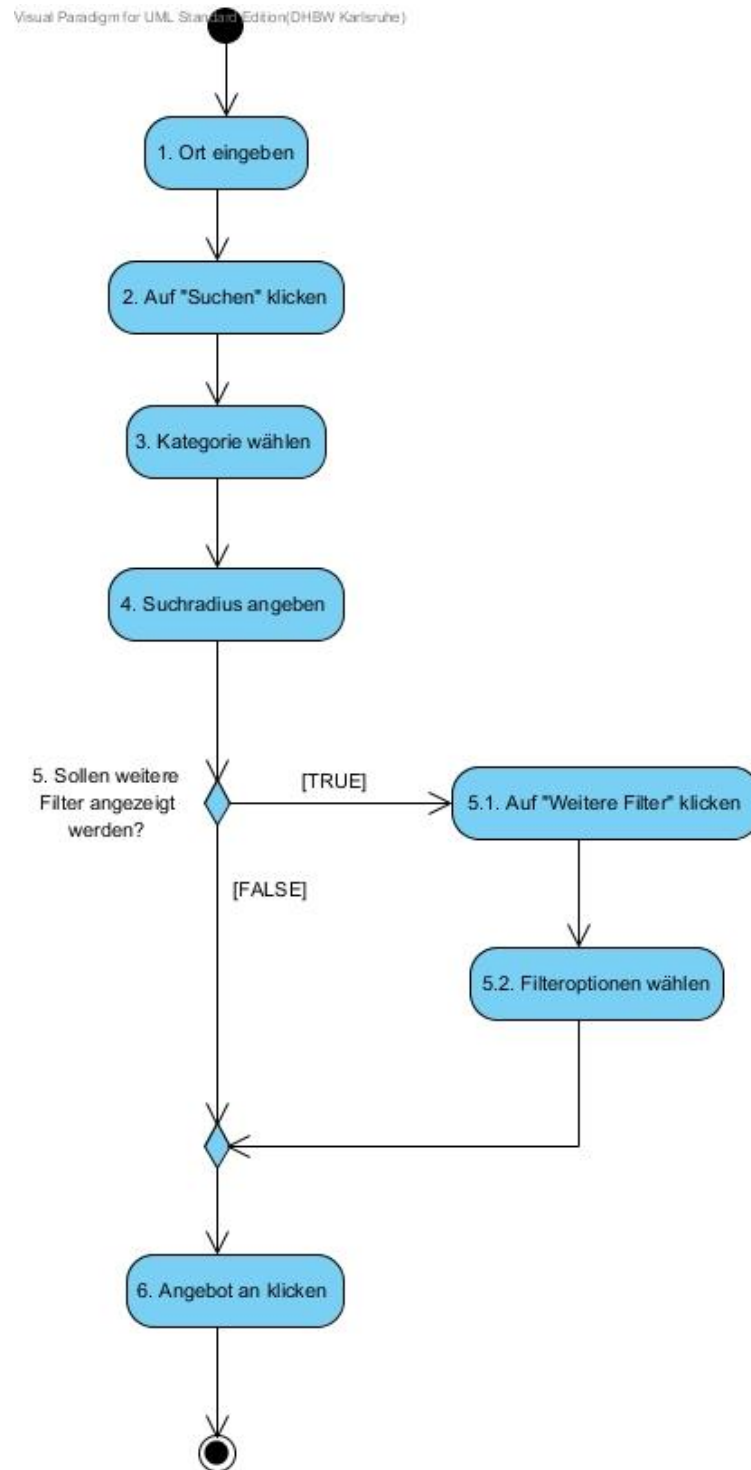 Visual Paradigm for UML Standard Edition(DHBW Karlsruhe)
1. Ort eingeben
2. Auf "Suchen" klicken
3. Kategorie wählen
4. Suchradius angeben
5. Sollen weitere
Filter angezeigt
werden?
[TRUE]
5.1. Auf "Weitere Filter" klicken
[FALSE]
5.2. Filteroptionen wählen
6. Angebot an klicken